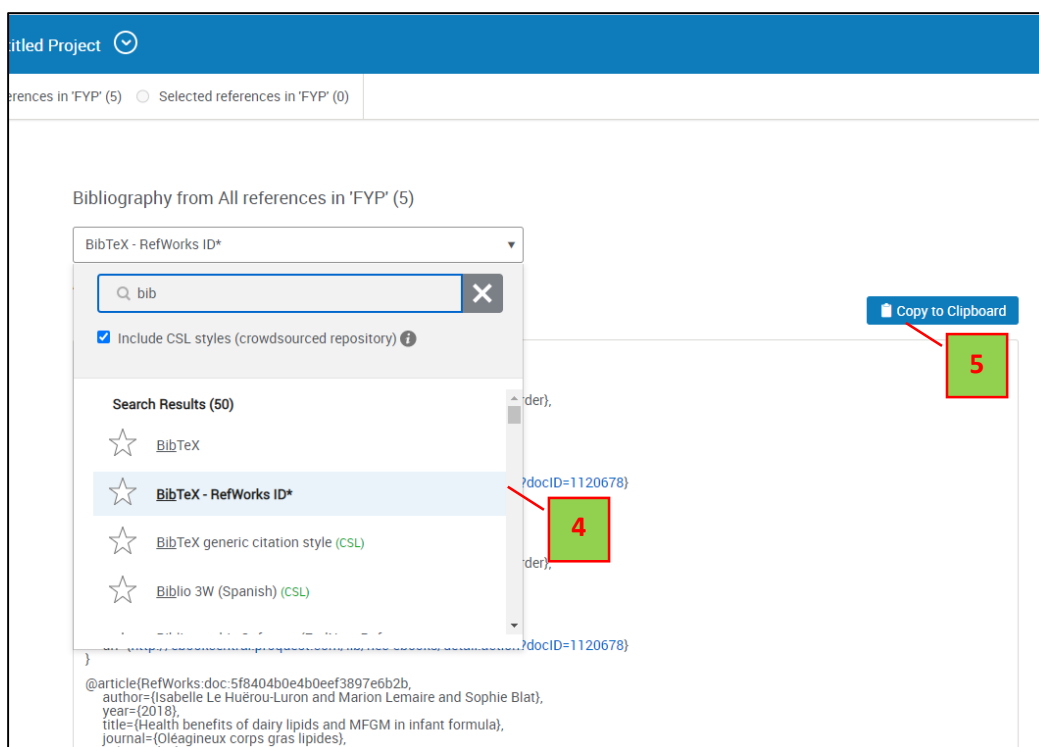 titled Project
erences in 'FYP' (5) Selected references in 'FYP' (0)
Bibliography from All references in 'FYP' (5)
BibTeX - RefWorks ID*
bib
Copy to Clipboard
Include CSL styles (crowdsourced repository)
5
Search Results (50)
rder},
BibTeX
?docID=1120678}
BibTeX - RefWorks ID*
4
BibTeX generic citation style (CSL)
rder},
Biblio 3W (Spanish) (CSL)
?docID=1120678}
}
@article{RefWorks:doc:5f8404b0e4b0eef3897e6b2b,
author={Isabelle Le Huërou-Luron and Marion Lemaire and Sophie Blat},
year={2018},
title={Health benefits of dairy lipids and MFGM in infant formula},
journal={Oléagineux corps gras lipides},